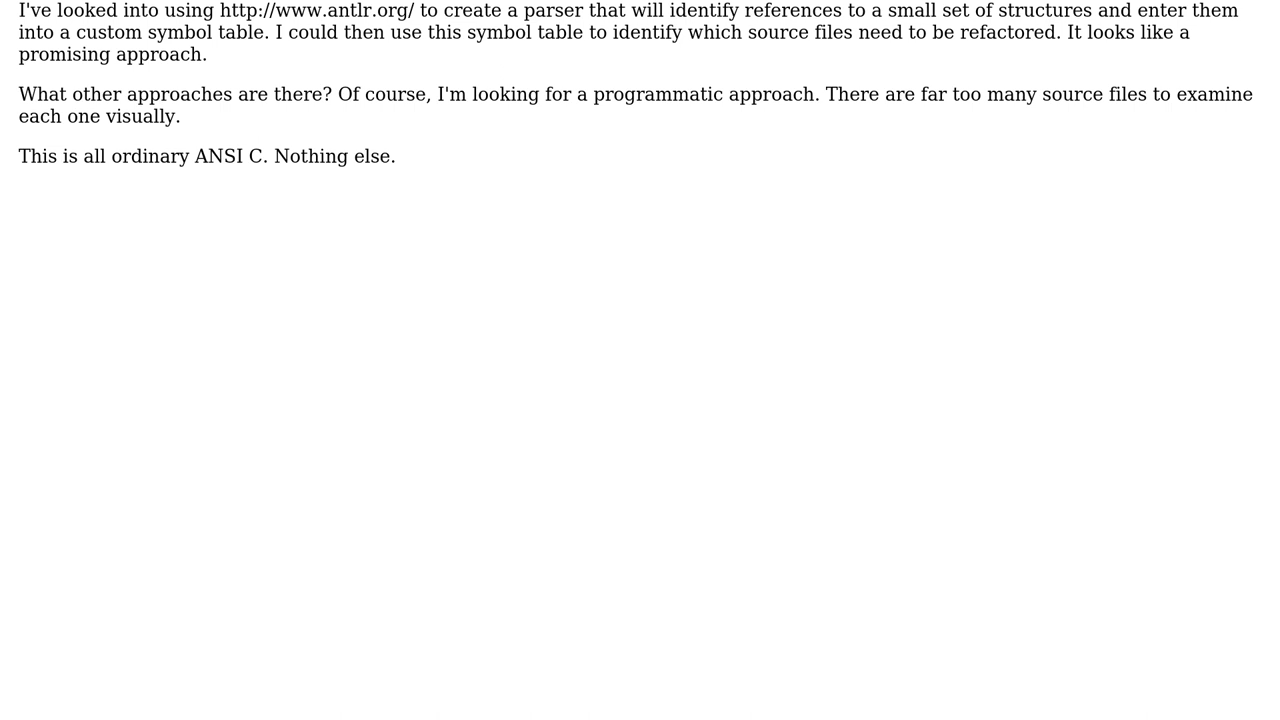 I've looked into using http://www.antlr.org/ to create a parser that will identify references to a small set of structures and enter them
into a custom symbol table. I could then use this symbol table to identify which source files need to be refactored. It looks like a
promising approach.
What other approaches are there? Of course, I'm looking for a programmatic approach. There are far too many source files to examine
each one visually.
This is all ordinary ANSI C. Nothing else.